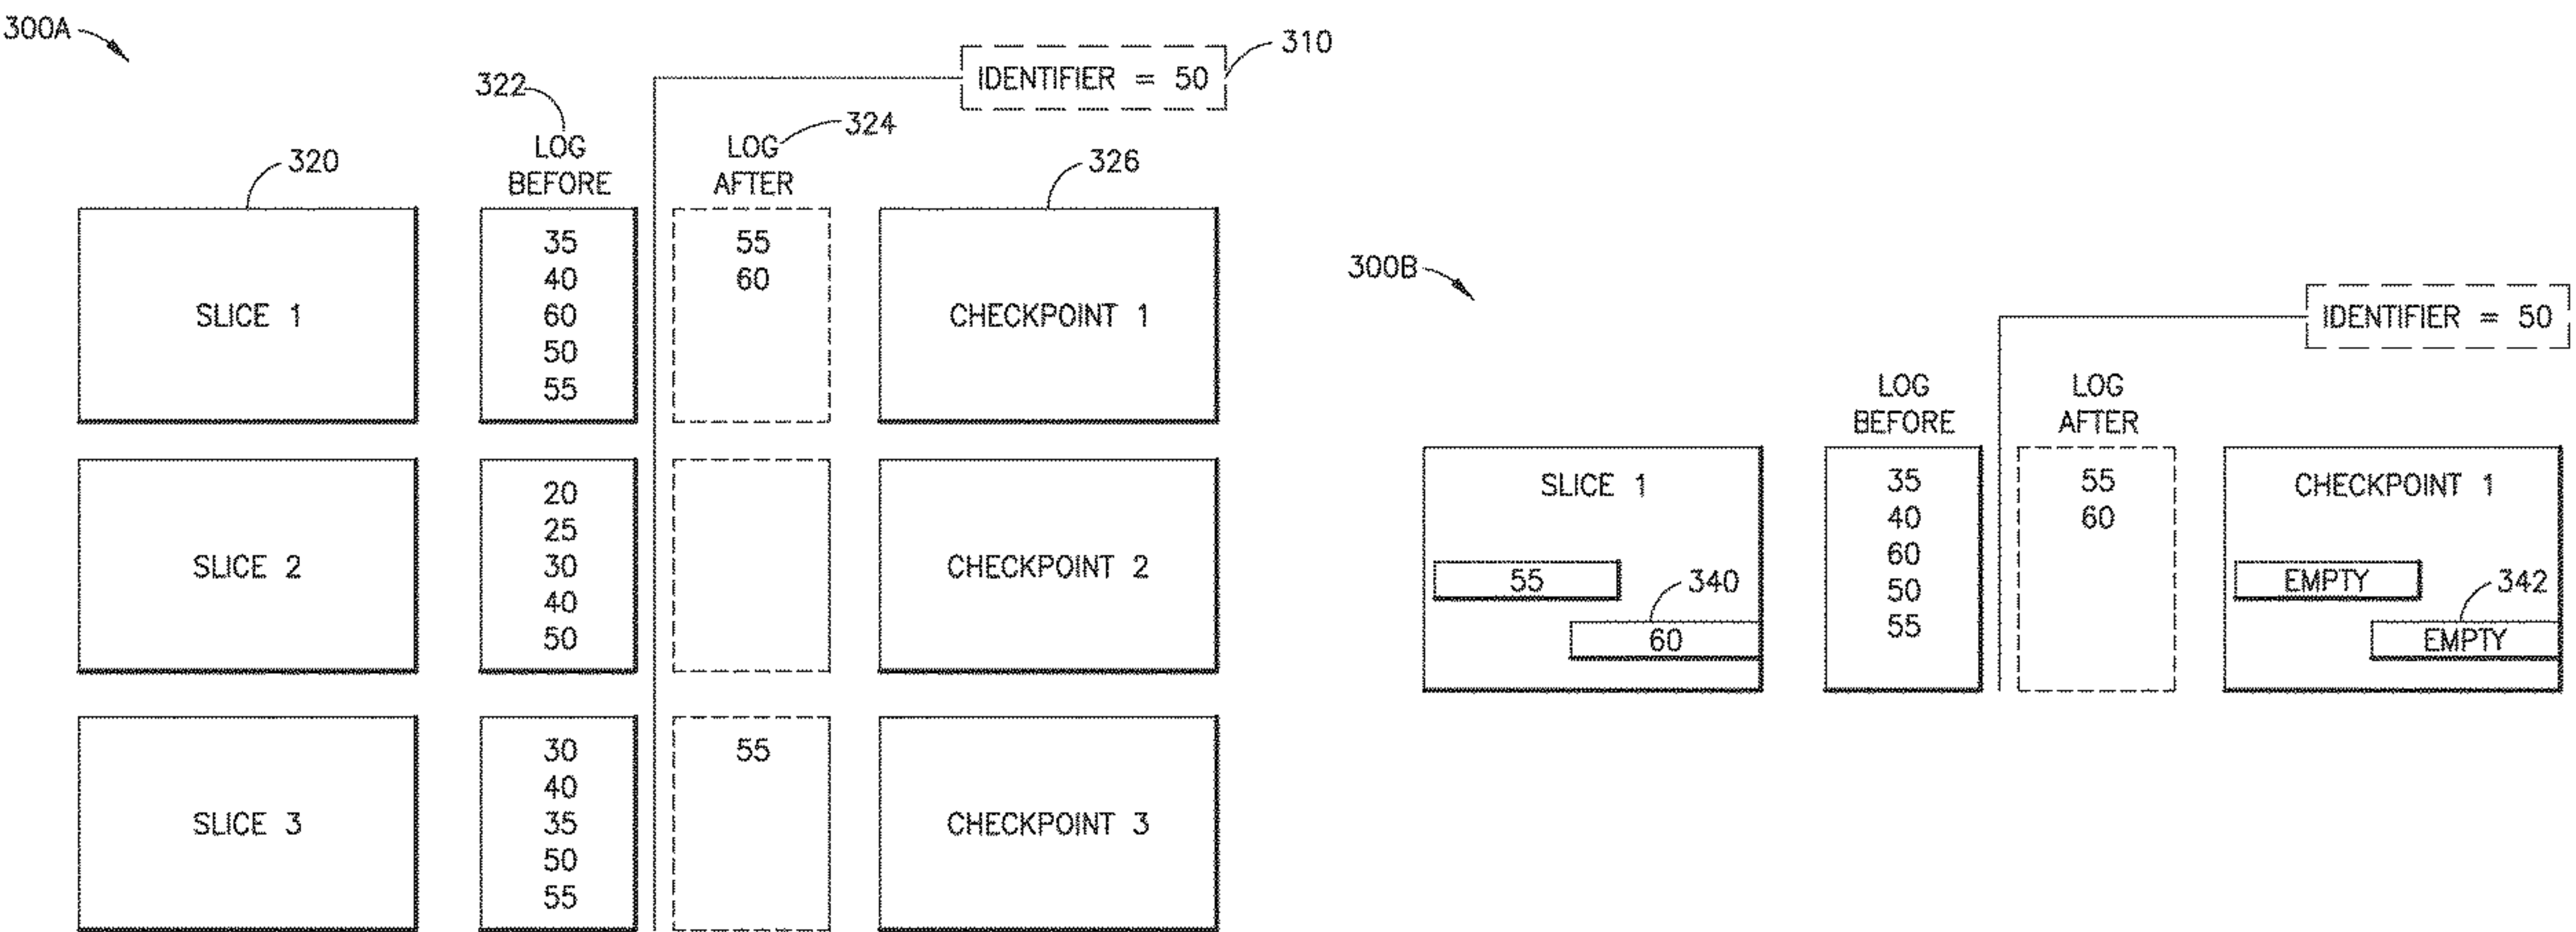 300A
310
IDENTIFIER = 50
322
324
LOG
BEFORE
LOG
AFTER
320
326
SLICE 1
35
40
60
50
55
55
60
CHECKPOINT 1
SLICE 2
20
25
30
40
50
CHECKPOINT 2
SLICE 3
30
40
35
50
55
55
CHECKPOINT 3
300B
IDENTIFIER = 50
LOG
BEFORE
LOG
AFTER
SLICE 1
55
340
60
35
40
60
50
55
55
60
CHECKPOINT 1
EMPTY
342
EMPTY